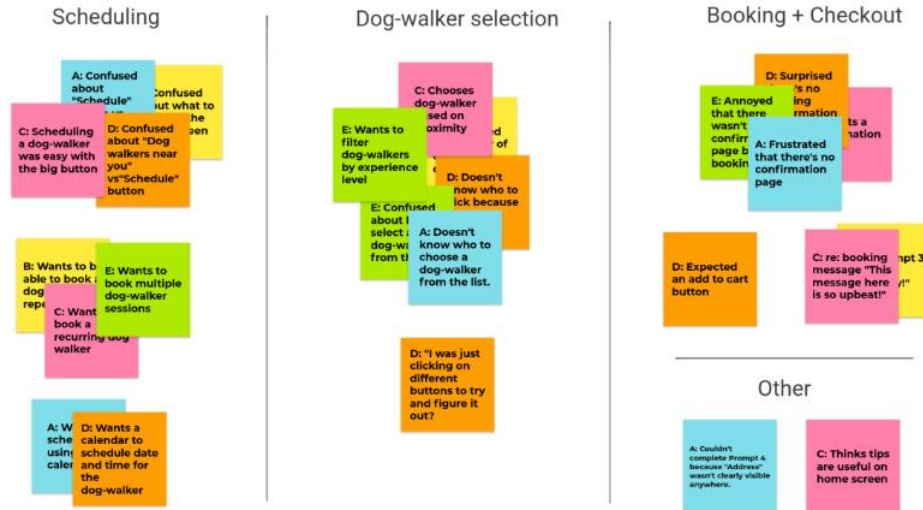 Scheduling
A: Confused
about
"Schedule"
Confused
out what to
the
een
C: Scheduling
a dog-walker
was easy with
the big button
D: Confused
about "Dog
walkers near
you"
vs"Schedule"
button
B: Wants to b
able to book a
dog
repe
E: Wants to
book multiple
dog-walker
sessions
C: Want
book a
recurring dog
walker
A: W
sche
using
caler
D: Wants a
calendar to
schedule date
and time for
the
dog-walker
Dog-walker selection
C: Chooses
dog-walker
sed on
oximity
E: Wants to
filter
dog-walkers
by experience
level
ed
of
D: Doesn't
now who to
ick because
E: Confused
about
select a
dog-wa
from th
A: Doesn't
know who to
choose a
dog-walker
from the list.
D: "I was just
clicking on
different
buttons to try
and figure it
out?
Booking + Checkout
D: Surprised
e's no
ing
firmation
E: Annoyed
that there
wasn't
confir
page b
bookin
ts a
mation
A: Frustrated
that there's no
confirmation
page
D: Expected
an add to cart
button
C: re: booking
message "This
message here
is so upbeat!"
mpt 3
y!"
Other
A: Couldn't
complete Prompt 4
because "Address"
wasn't clearly visible
anywhere.
C: Thinks tips
are useful on
home screen